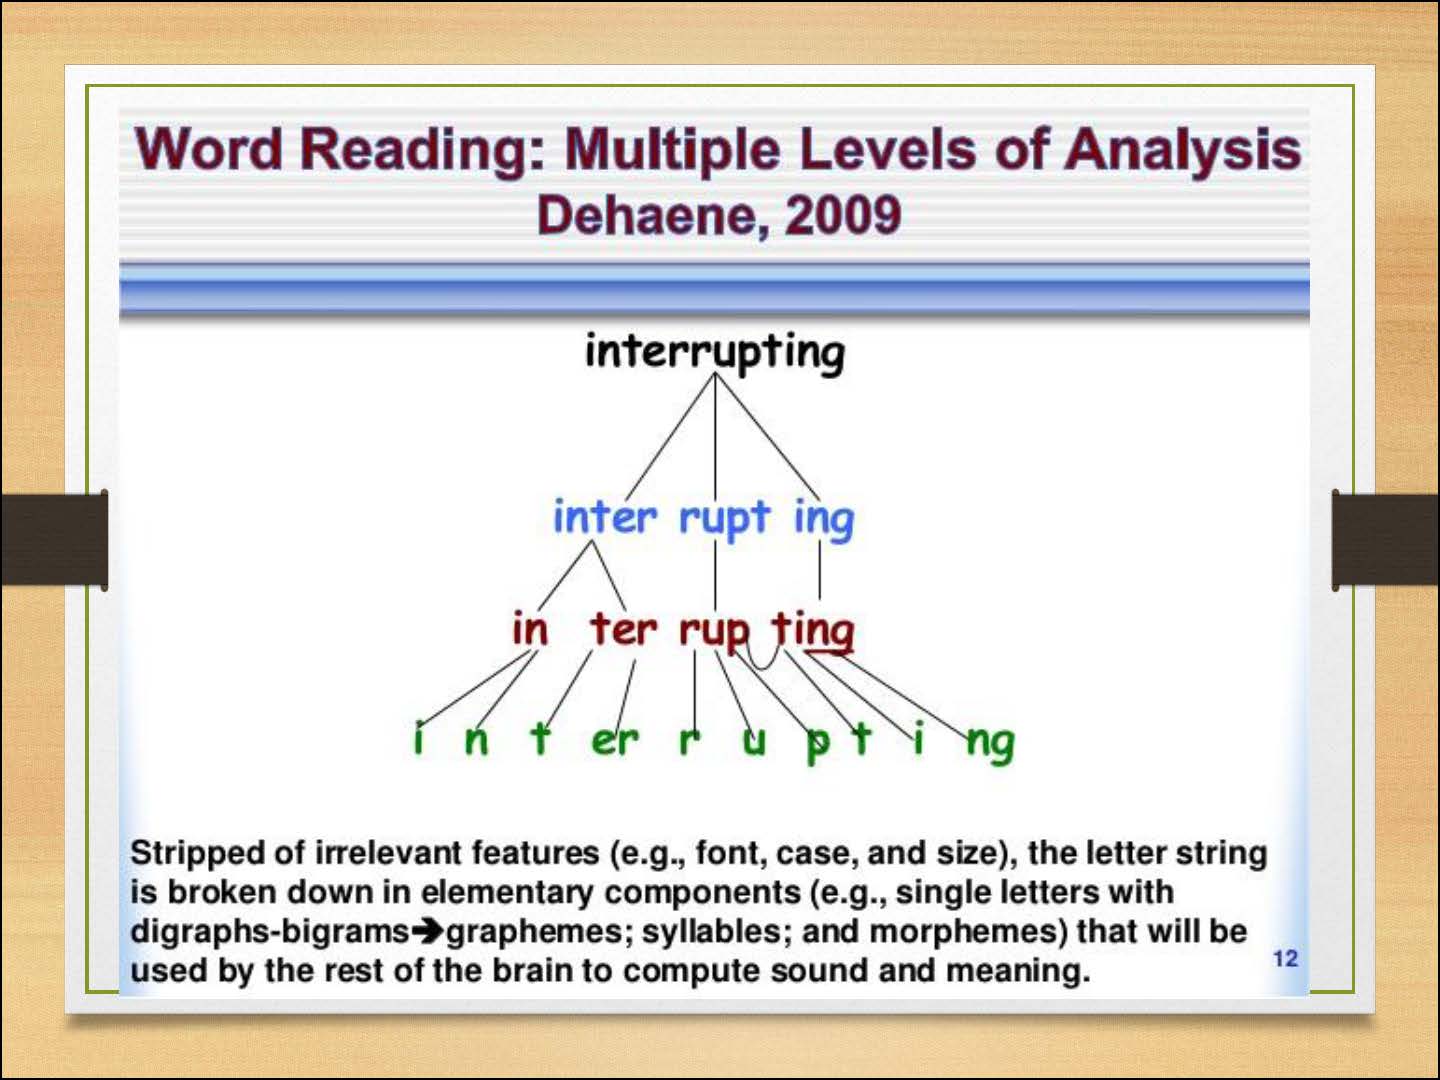 Word Reading: Multiple Levels of Analysis
Dehaene, 2009
interrupting
inter rupt ing
in ter rup ting
i n t er r u p t i ng
Stripped of irrelevant features (e.g., font, case, and size), the letter string
is broken down in elementary components (e.g., single letters with
digraphs-bigrams➔graphemes; syllables; and morphemes) that will be
used by the rest of the brain to compute sound and meaning.
12